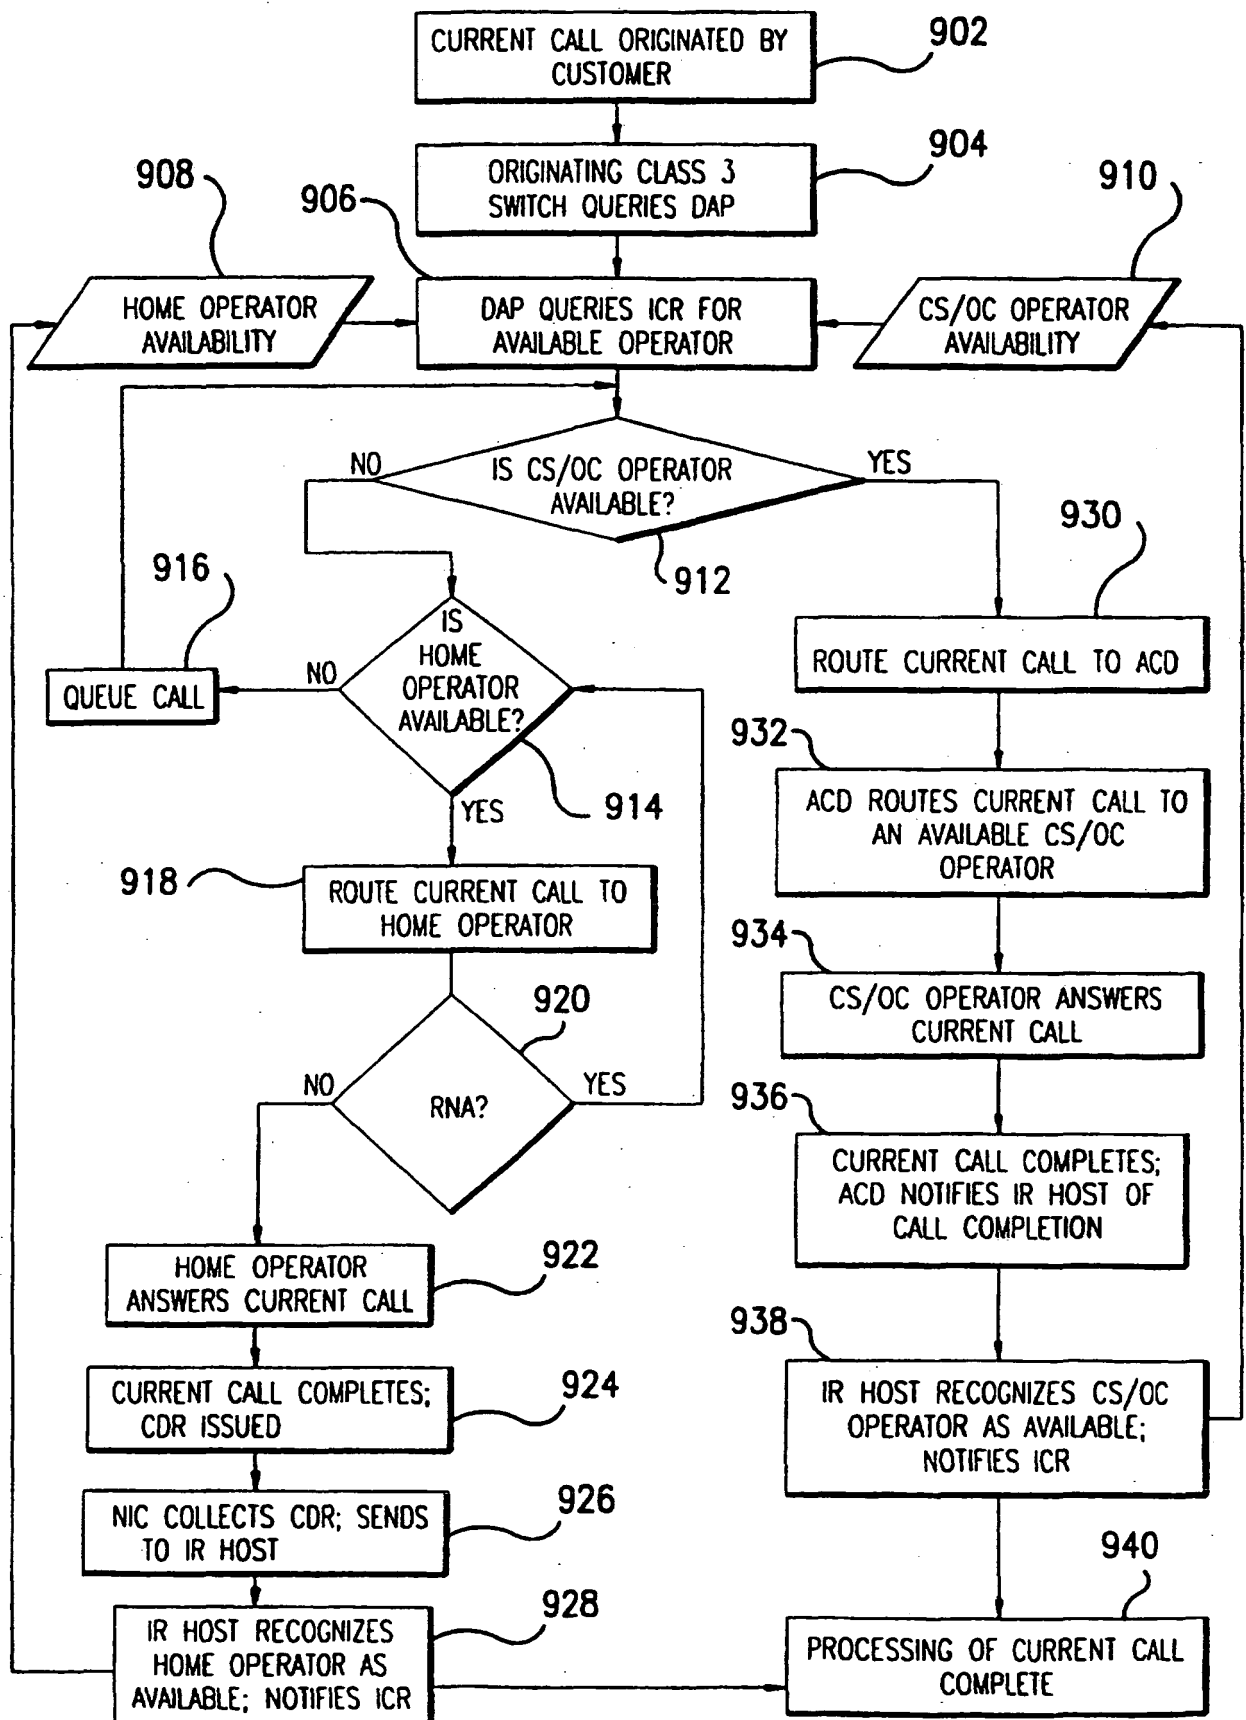 CURRENT CALL ORIGINATED BY
CUSTOMER
902
ORIGINATING CLASS 3
SWITCH QUERIES DAP
904
908
906
910
HOME OPERATOR
AVAILABILITY
DAP QUERIES ICR FOR
AVAILABLE OPERATOR
CS/OC OPERATOR
AVAILABILITY
NO
IS CS/OC OPERATOR
AVAILABLE?
YES
912
930
916
IS
HOME
OPERATOR
AVAILABLE?
NO
QUEUE CALL
ROUTE CURRENT CALL TO ACD
914
YES
932
ACD ROUTES CURRENT CALL TO
AN AVAILABLE CS/OC
OPERATOR
918
ROUTE CURRENT CALL TO
HOME OPERATOR
934
CS/OC OPERATOR ANSWERS
CURRENT CALL
920
NO
RNA?
YES
936
CURRENT CALL COMPLETES;
ACD NOTIFIES IR HOST OF
CALL COMPLETION
922
HOME OPERATOR
ANSWERS CURRENT CALL
938
IR HOST RECOGNIZES CS/OC
OPERATOR AS AVAILABLE;
NOTIFIES ICR
924
CURRENT CALL COMPLETES;
CDR ISSUED
926
NIC COLLECTS CDR; SENDS
TO IR HOST
928
IR HOST RECOGNIZES
HOME OPERATOR AS
AVAILABLE; NOTIFIES ICR
940
PROCESSING OF CURRENT CALL
COMPLETE